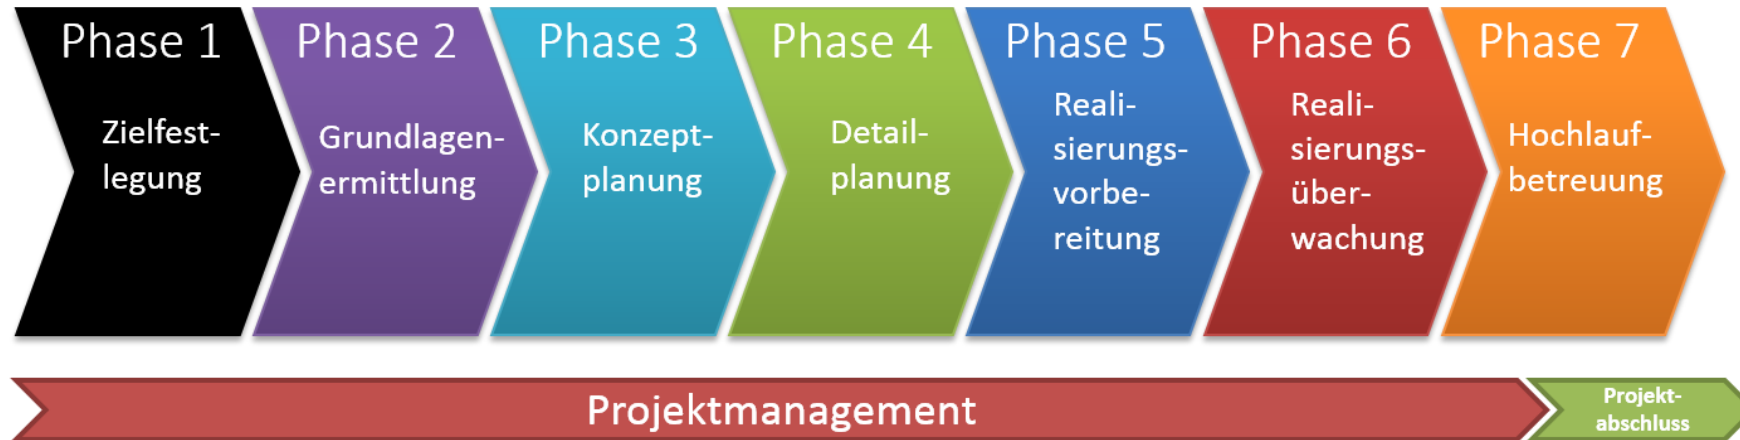 Phase 1
Zielfest-
legung
Phase 2
Grundlagen-
ermittlung
Phase 3
Konzept-
planung
Phase 4
Detail-
planung
Phase 5
Reali-
sierungs-
vorbe-
reitung
Phase 6
Reali-
sierungs-
über-
wachung
Phase 7
Hochlauf-
betreuung
Projektmanagement
Projekt-
abschluss